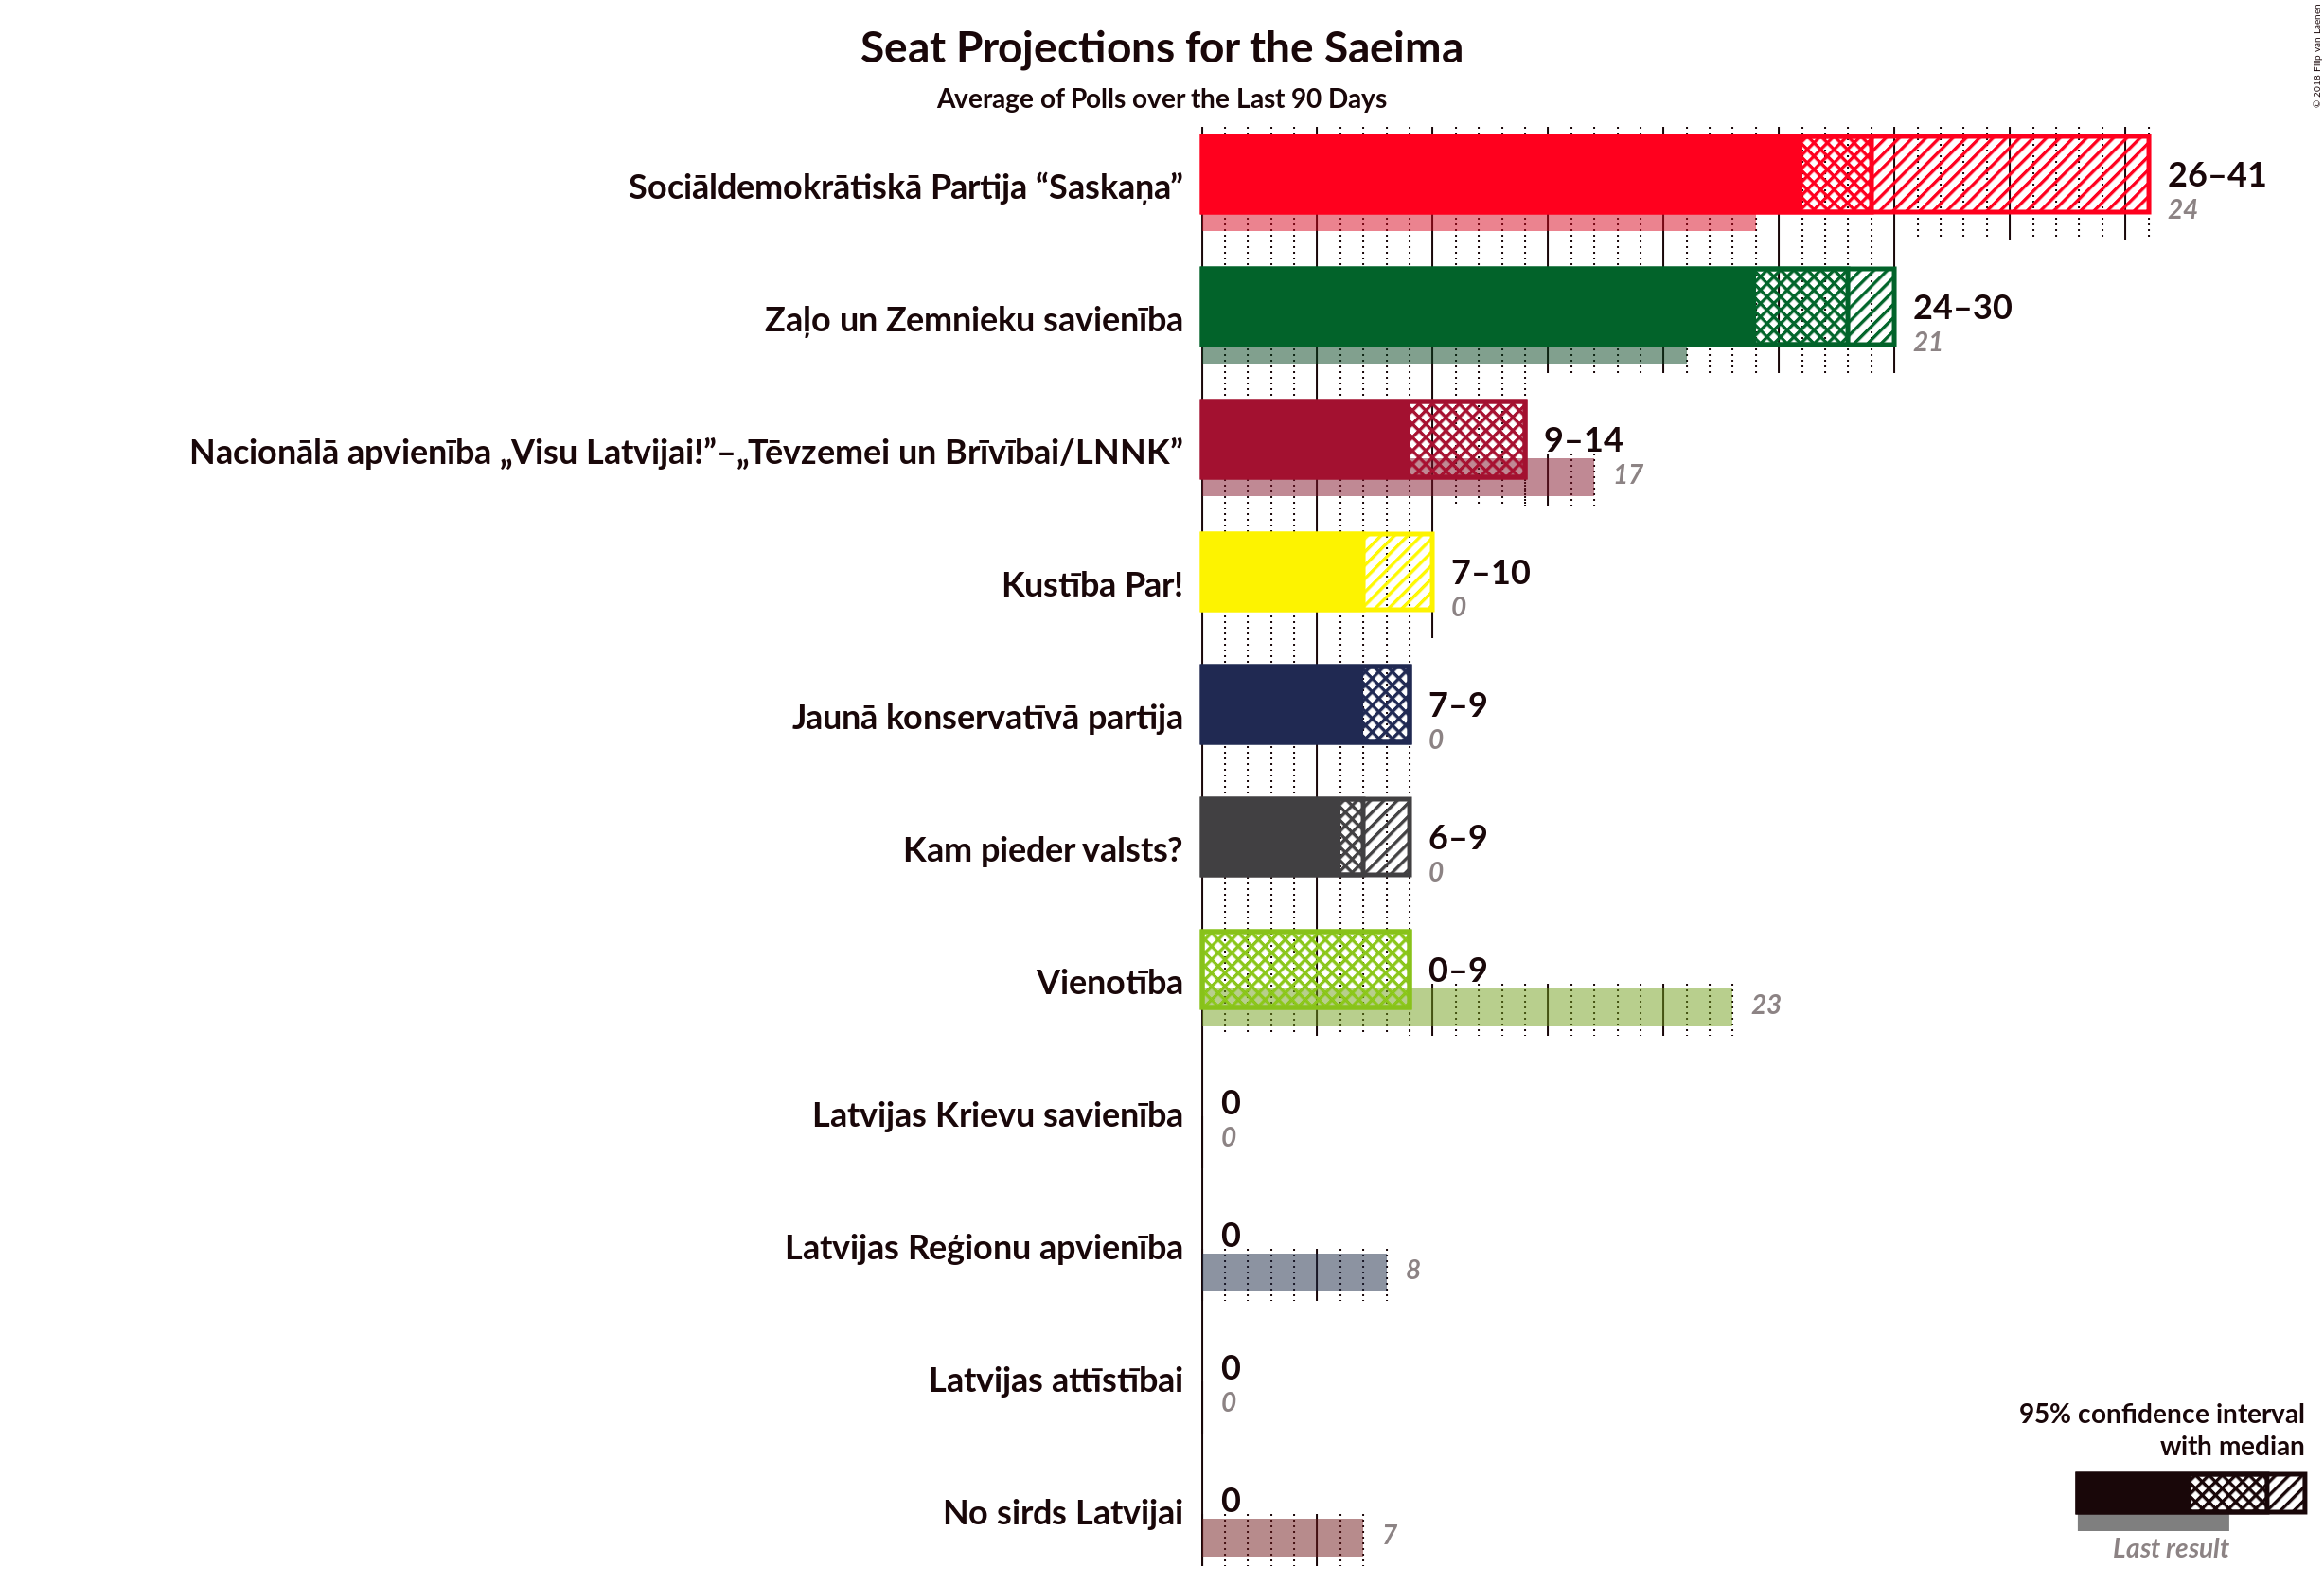 Seat Projections for the Saeima
Average of Polls over the Last 90 Days
© 2018 Filip van Laenen
Sociāldemokrātiskā Partija “Saskaņa”
26–41
24
Zaļo un Zemnieku savienība
24–30
21
Nacionālā apvienība „Visu Latvijai!”–„Tēvzemei un Brīvībai/LNNK”
9–14
17
Kustība Par!
7–10
0
Jaunā konservatīvā partija
7–9
0
Kam pieder valsts?
6–9
0
Vienotība
0–9
23
Latvijas Krievu savienība
0
0
Latvijas Reģionu apvienība
0
8
Latvijas attīstībai
0
0
No sirds Latvijai
0
7
95% confidence interval
with median
Last result